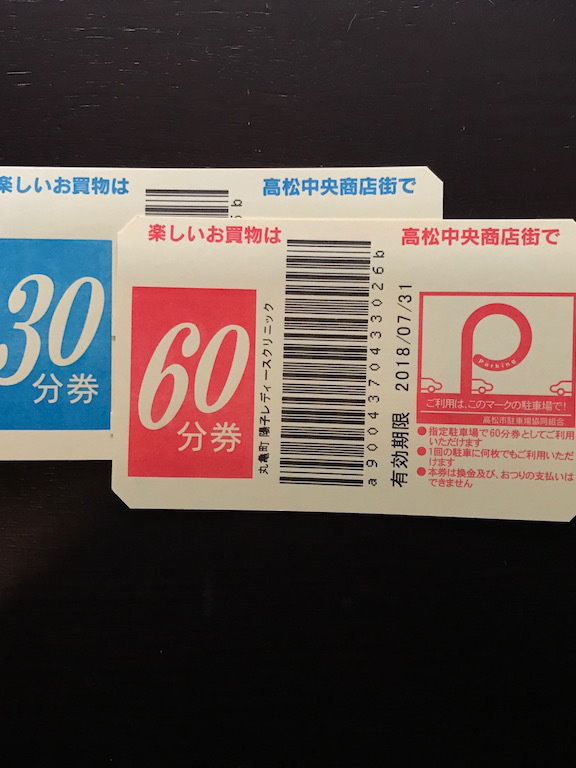 楽しいお買物は
高松中央商店街で
30
分券
楽しいお買物は
高松中央商店街で
60
分券
丸亀町 陽子レディースクリニック
a90043704330026b
有効期限 2018/07/31
Parking
ご利用は、このマークの駐車場で!
高松市駐車場協同組合
●指定駐車場で60分券としてご利用
いただけます
●1回の駐車に何枚でもご利用いただ
けます
●本券は換金及び、おつりの支払いは
できません